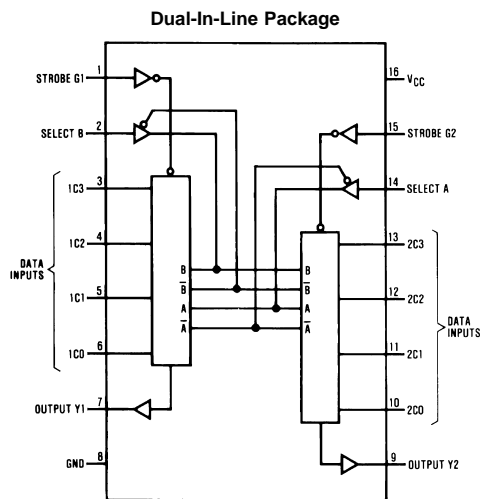 Dual-In-Line Package
STROBE G1 1
16 VCC
SELECT B 2
15 STROBE G2
1C3 3
14 SELECT A
1C2 4
13 2C3
DATA INPUTS
B B
12 2C2
1C1 5
B̅ B̅
A A
DATA INPUTS
A̅ A̅
11 2C1
1C0 6
10 2C0
OUTPUT Y1 7
GND 8
9 OUTPUT Y2